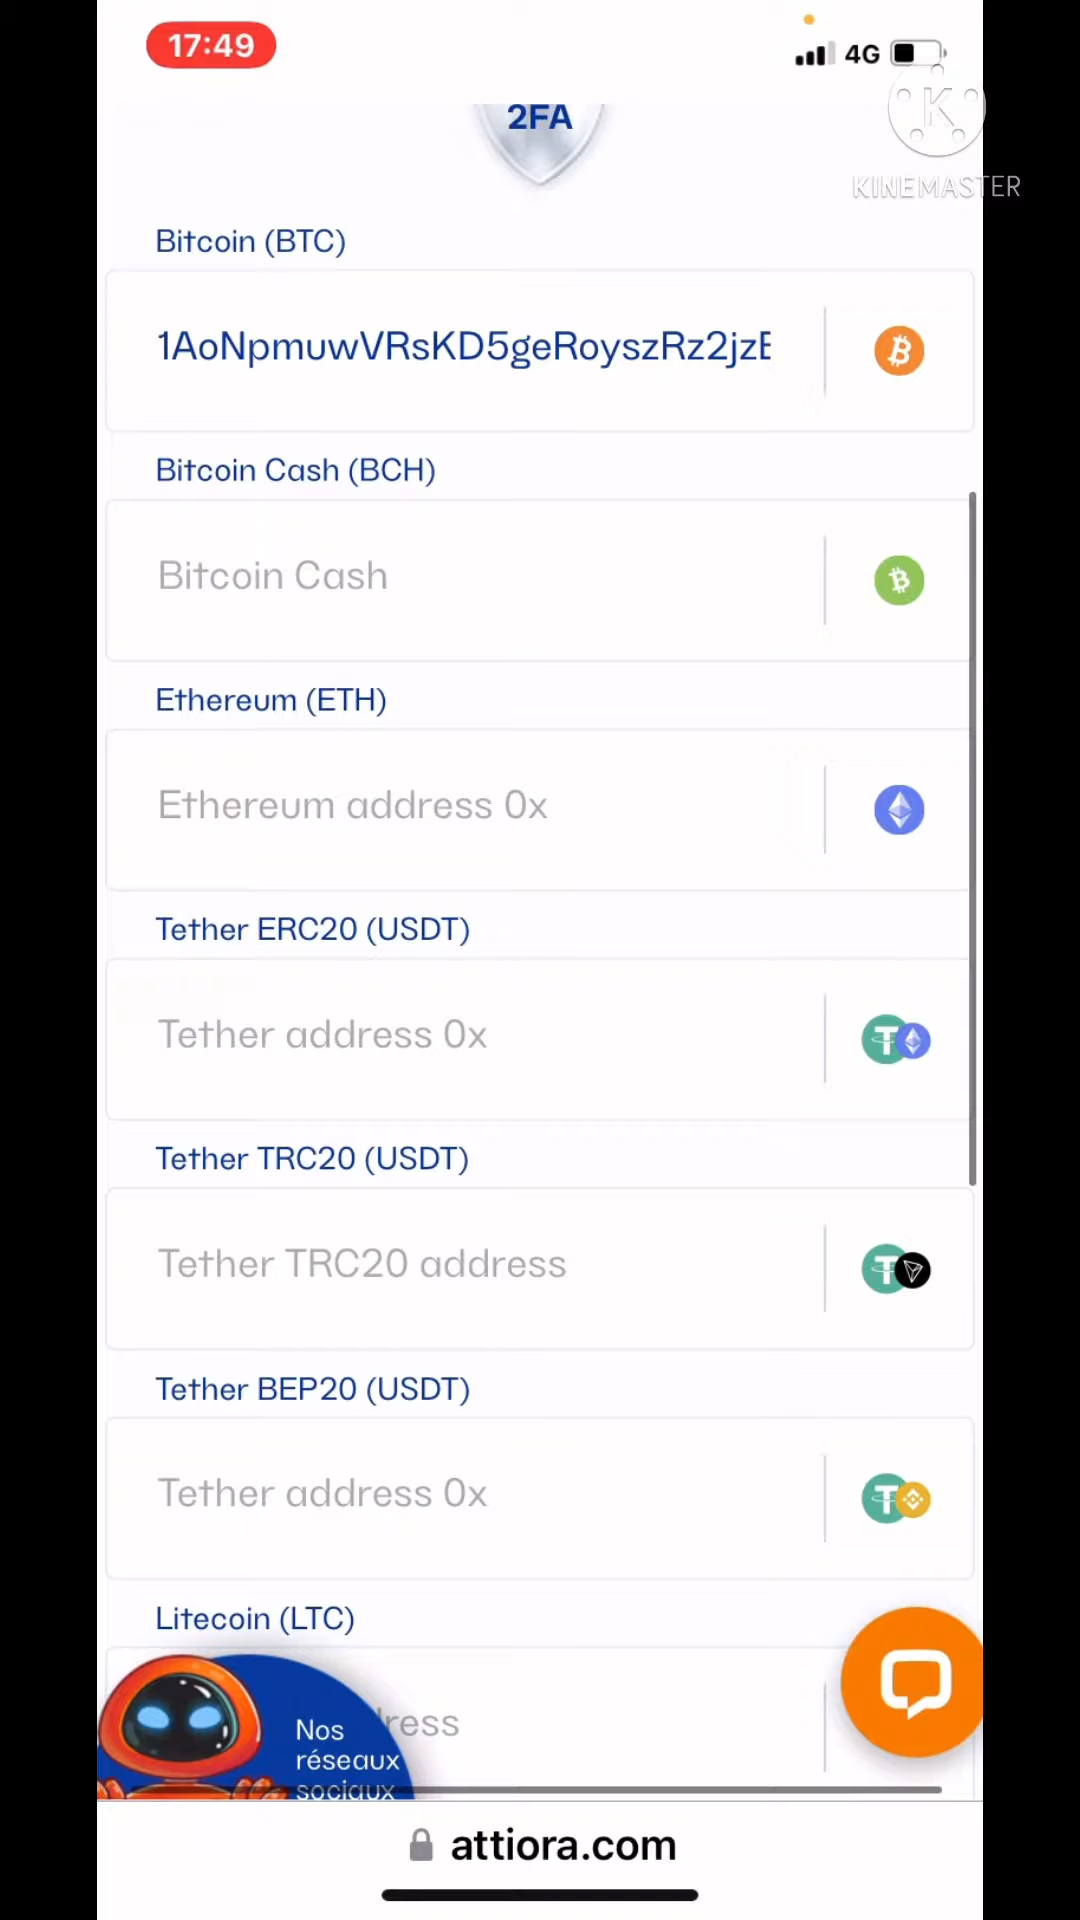 17:49
4G
2FA
KINEMASTER
Bitcoin (BTC)
1AoNpmuwVRsKD5geRoyszRz2jzE
Bitcoin Cash (BCH)
Bitcoin Cash
Ethereum (ETH)
Ethereum address 0x
Tether ERC20 (USDT)
Tether address 0x
Tether TRC20 (USDT)
Tether TRC20 address
Tether BEP20 (USDT)
Tether address 0x
Litecoin (LTC)
Nos
réseaux
sociaux
attiora.com